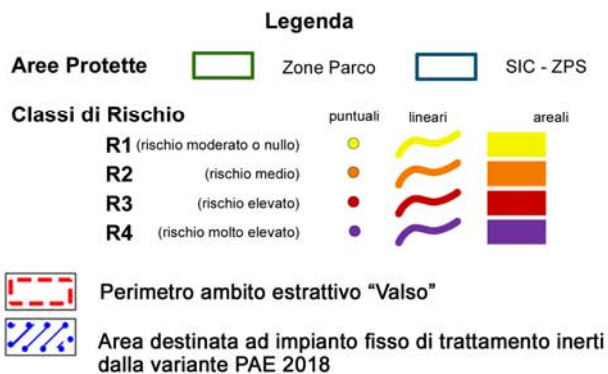 Legenda
Aree Protette Zone Parco SIC - ZPS
Classi di Rischio puntuali lineari areali
R1 (rischio moderato o nullo)
R2 (rischio medio)
R3 (rischio elevato)
R4 (rischio molto elevato)
Perimetro ambito estrattivo “Valso”
Area destinata ad impianto fisso di trattamento inerti
dalla variante PAE 2018